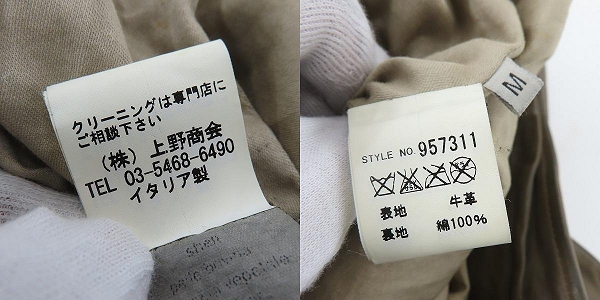 クリーニングは専門店に
ご相談下さい
(株) 上野商会
TEL 03-5468-6490
イタリア製
M
STYLE NO. 957311
表地 牛革
裏地 綿100%